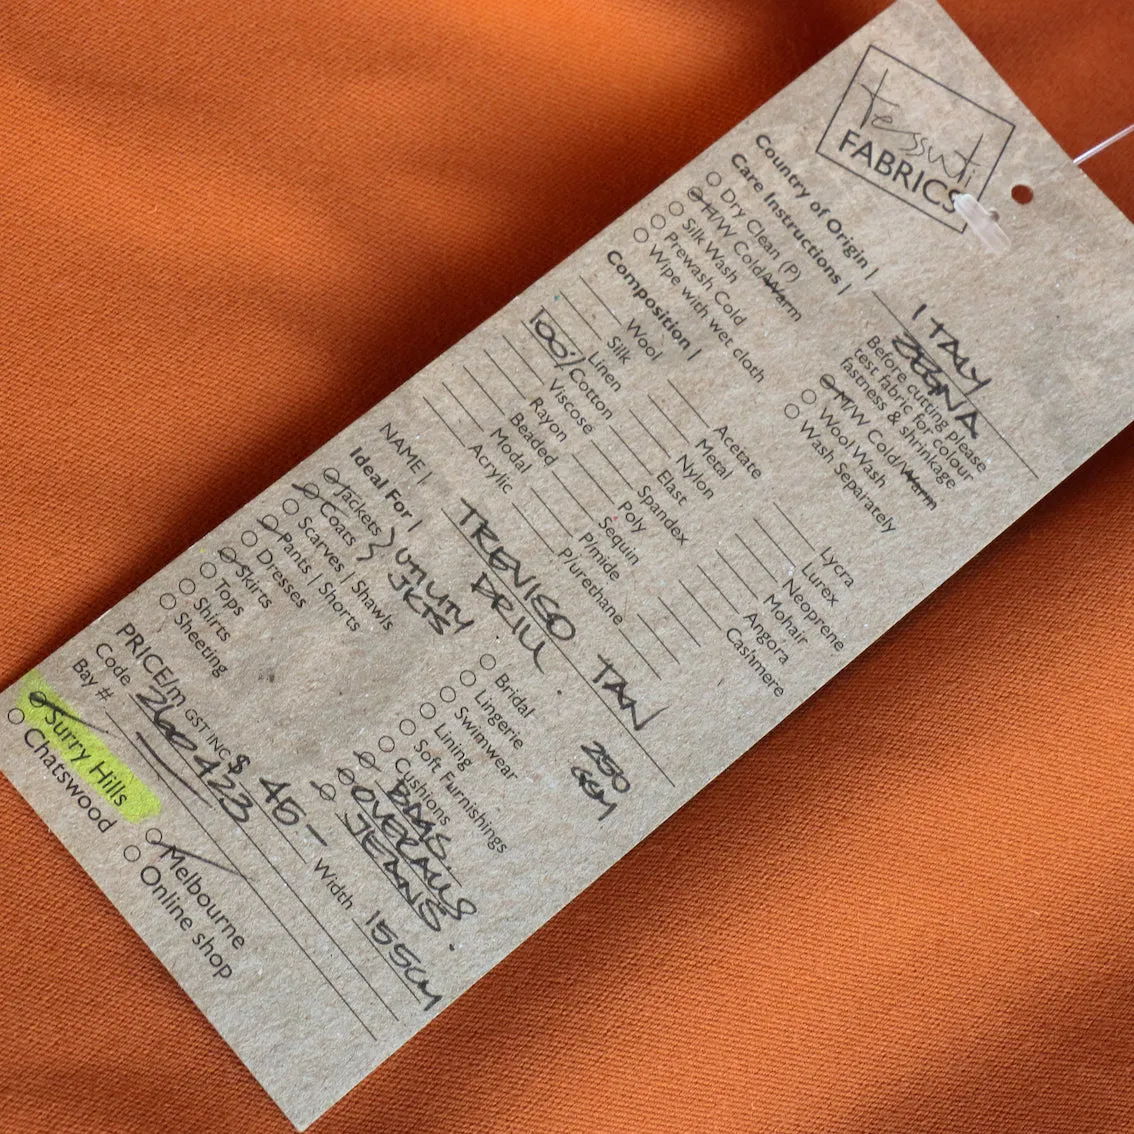 tessuti
FABRICS
Country of Origin | ITALY
ZEGNA
Care Instructions |
Before cutting please
test fabric for colour
fastness & shrinkage
Dry Clean (P)
H/W Cold/Warm
M/W Cold/Warm
Silk Wash
Wool Wash
Prewash Cold
Wash Separately
Wipe with wet cloth
Composition |
Wool
Acetate
Lycra
Silk
Metal
Lurex
Linen
Nylon
Neoprene
100% Cotton
Elast
Mohair
Viscose
Spandex
Angora
Rayon
Poly
Cashmere
Beaded
Sequin
Modal
P/mide
Acrylic
P/urethane
NAME | TREVISO TAN
DRILL
250
GSM
Ideal For |
Jackets
Coats } UTILITY
JKTS
Scarves | Shawls
Pants | Shorts
Dresses
Skirts
Tops
Shirts
Sheeting
Bridal
Lingerie
Swimwear
Lining
Soft Furnishings
Cushions
BAGS
OVERALLS
JEANS.
PRICE/m GST INC $ 45- Width 155cm
Code 260423
Bay #
Surry Hills
Melbourne
Chatswood
Online shop